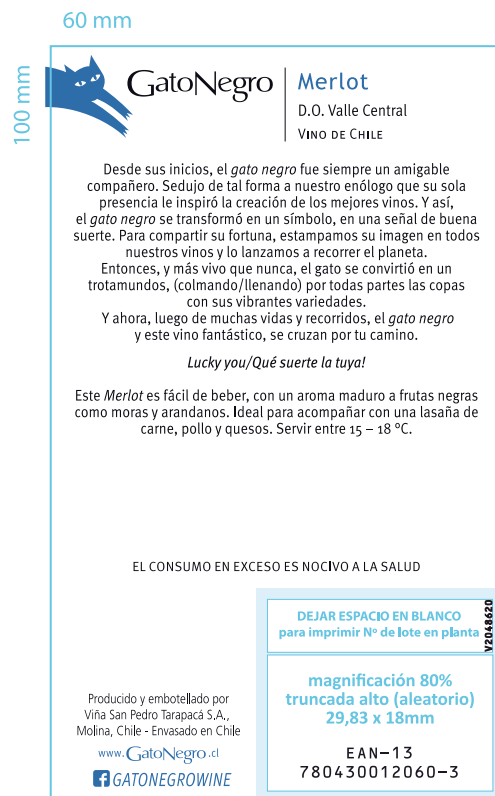 60 mm
100 mm
GatoNegro
Merlot
D.O. Valle Central
VINO DE CHILE
Desde sus inicios, el gato negro fue siempre un amigable
compañero. Sedujo de tal forma a nuestro enólogo que su sola
presencia le inspiró la creación de los mejores vinos. Y así,
el gato negro se transformó en un símbolo, en una señal de buena
suerte. Para compartir su fortuna, estampamos su imagen en todos
nuestros vinos y lo lanzamos a recorrer el planeta.
Entonces, y más vivo que nunca, el gato se convirtió en un
trotamundos, (colmando/llenando) por todas partes las copas
con sus vibrantes variedades.
Y ahora, luego de muchas vidas y recorridos, el gato negro
y este vino fantástico, se cruzan por tu camino.
Lucky you/Qué suerte la tuya!
Este Merlot es fácil de beber, con un aroma maduro a frutas negras
como moras y arandanos. Ideal para acompañar con una lasaña de
carne, pollo y quesos. Servir entre 15 – 18 °C.
EL CONSUMO EN EXCESO ES NOCIVO A LA SALUD
DEJAR ESPACIO EN BLANCO
para imprimir Nº de lote en planta
V2048620
magnificación 80%
truncada alto (aleatorio)
29,83 x 18mm
EAN-13
780430012060-3
Producido y embotellado por
Viña San Pedro Tarapacá S.A.,
Molina, Chile - Envasado en Chile
www.GatoNegro.cl
GATONEGROWINE